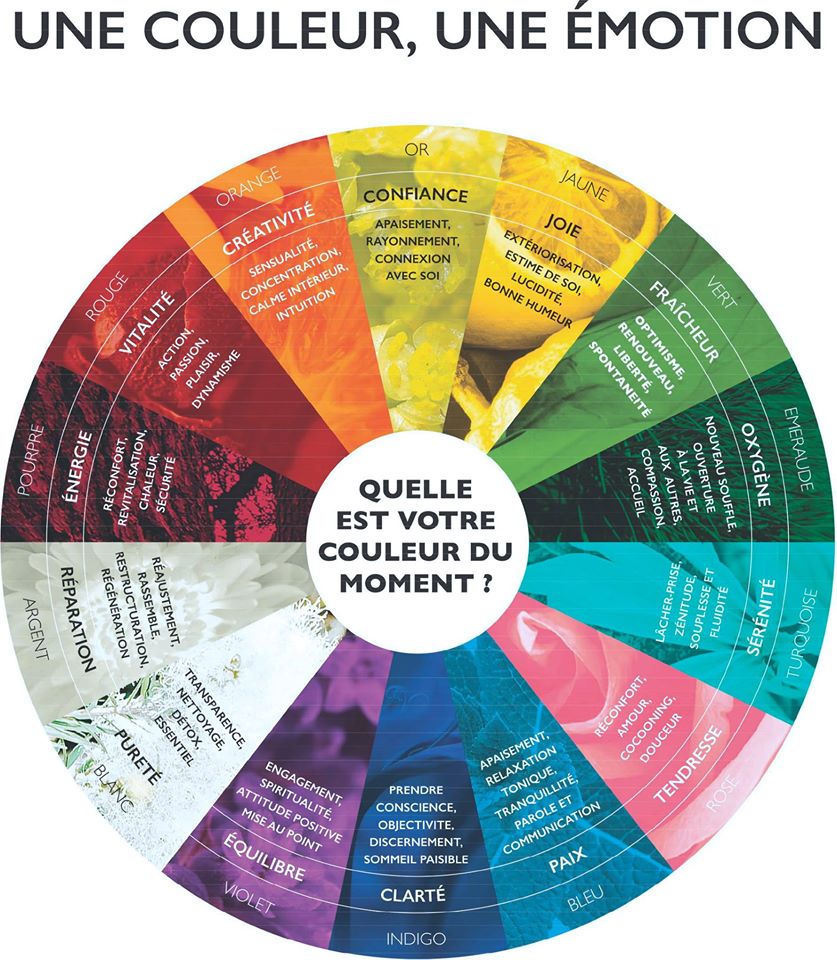 UNE COULEUR, UNE ÉMOTION
OR
CONFIANCE
APAISEMENT,
RAYONNEMENT,
CONNEXION
AVEC SOI
JAUNE
JOIE
EXTÉRIORISATION,
ESTIME DE SOI,
LUCIDITÉ,
BONNE HUMEUR
VERT
FRAÎCHEUR
OPTIMISME,
RENOUVEAU,
LIBERTÉ,
SPONTANEITÉ
EMERAUDE
OXYGÈNE
NOUVEAU SOUFFLE,
OUVERTURE
À LA VIE ET
AUX AUTRES,
COMPASSION,
ACCUEIL
TURQUOISE
SÉRÉNITÉ
LÂCHER-PRISE,
ZÉNITUDE,
SOUPLESSE ET
FLUIDITÉ
ROSE
TENDRESSE
RÉCONFORT,
AMOUR,
COCOONING,
DOUCEUR
BLEU
PAIX
APAISEMENT,
RELAXATION
TONIQUE,
TRANQUILLITÉ,
PAROLE ET
COMMUNICATION
INDIGO
CLARTÉ
PRENDRE
CONSCIENCE,
OBJECTIVITE,
DISCERNEMENT,
SOMMEIL PAISIBLE
VIOLET
ÉQUILIBRE
ENGAGEMENT,
SPIRITUALITÉ,
ATTITUDE POSITIVE
MISE AU POINT
BLANC
PURETÉ
TRANSPARENCE,
NETTOYAGE,
DÉTOX,
ESSENTIEL
ARGENT
RÉPARATION
RÉAJUSTEMENT,
RASSEMBLE,
RESTRUCTURATION,
RÉGÉNÉRATION
POURPRE
ÉNERGIE
RÉCONFORT,
REVITALISATION,
CHALEUR,
SÉCURITÉ
ROUGE
VITALITÉ
ACTION,
PASSION,
PLAISIR,
DYNAMISME
ORANGE
CRÉATIVITÉ
SENSUALITÉ,
CONCENTRATION,
CALME INTÉRIEUR,
INTUITION
QUELLE
EST VOTRE
COULEUR DU
MOMENT ?